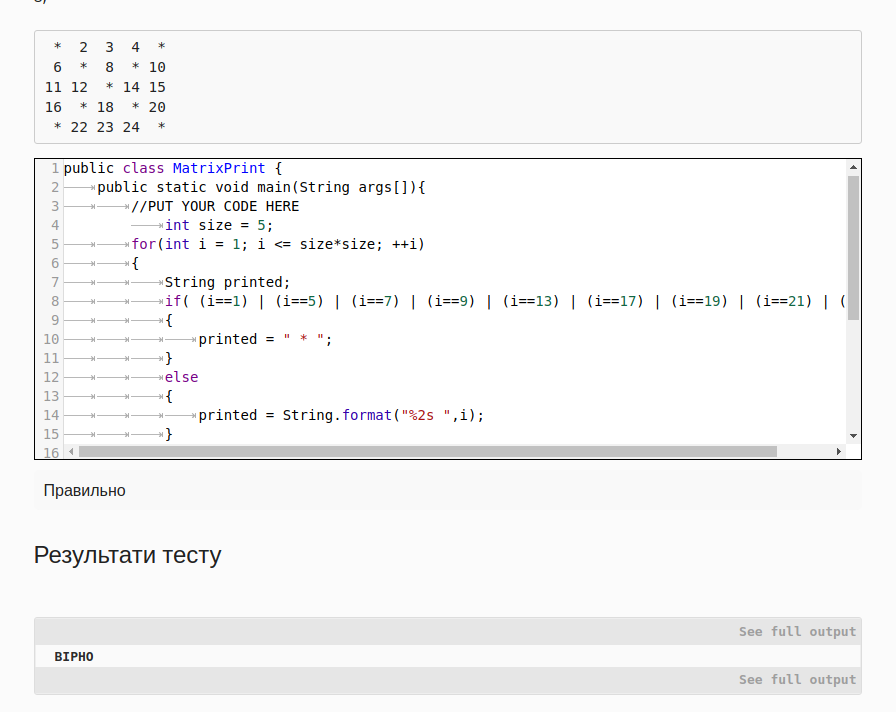 * 2 3 4 *
6 * 8 * 10
11 12 * 14 15
16 * 18 * 20
* 22 23 24 *
1 public class MatrixPrint {
2 public static void main(String args[]){
3 //PUT YOUR CODE HERE
4 int size = 5;
5 for(int i = 1; i <= size*size; ++i)
6 {
7 String printed;
8 if( (i==1) | (i==5) | (i==7) | (i==9) | (i==13) | (i==17) | (i==19) | (i==21) | (
9 {
10 printed = " * ";
11 }
12 else
13 {
14 printed = String.format("%2s ",i);
15 }
16
Правильно
Результати тесту
See full output
ВІРНО
See full output